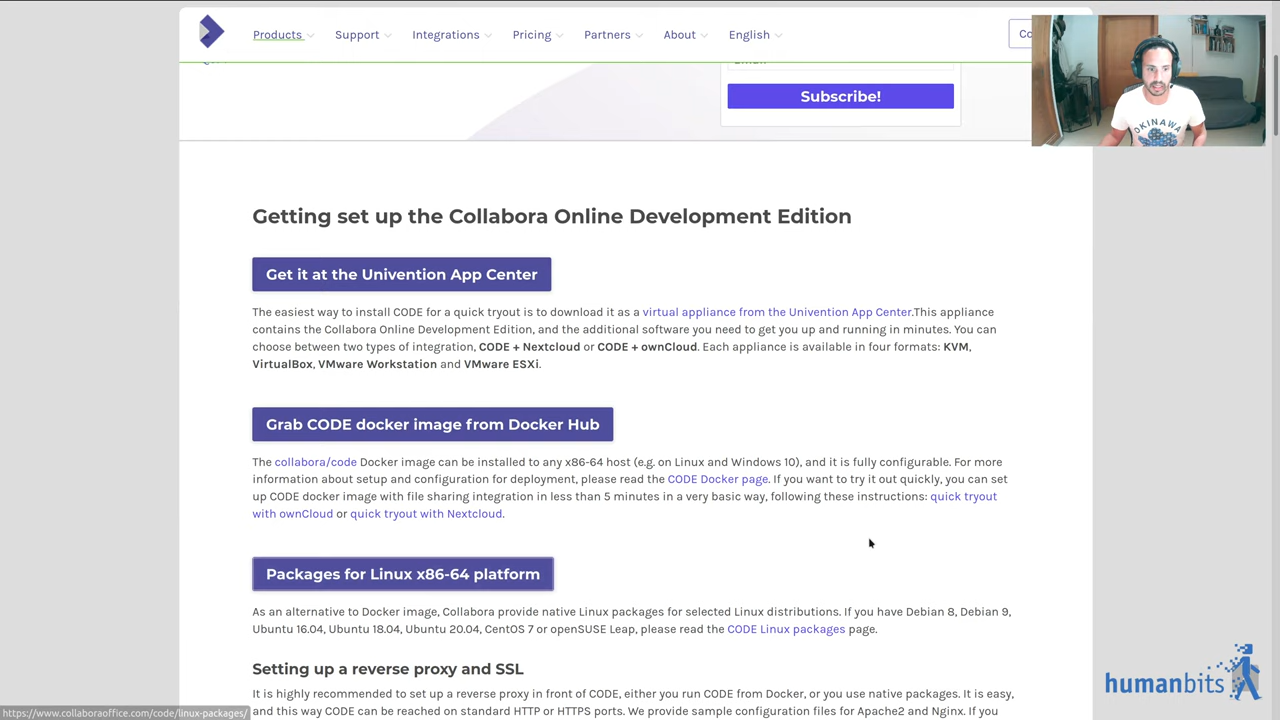 Products
Support
Integrations
Pricing
Partners
About
English
Co
Subscribe!
OKINAWA
Getting set up the Collabora Online Development Edition
Get it at the Univention App Center
The easiest way to install CODE for a quick tryout is to download it as a virtual appliance from the Univention App Center.This appliance
contains the Collabora Online Development Edition, and the additional software you need to get you up and running in minutes. You can
choose between two types of integration, CODE + Nextcloud or CODE + ownCloud. Each appliance is available in four formats: KVM,
VirtualBox, VMware Workstation and VMware ESXi.
Grab CODE docker image from Docker Hub
The collabora/code Docker image can be installed to any x86-64 host (e.g. on Linux and Windows 10), and it is fully configurable. For more
information about setup and configuration for deployment, please read the CODE Docker page. If you want to try it out quickly, you can set
up CODE docker image with file sharing integration in less than 5 minutes in a very basic way, following these instructions: quick tryout
with ownCloud or quick tryout with Nextcloud.
Packages for Linux x86-64 platform
As an alternative to Docker image, Collabora provide native Linux packages for selected Linux distributions. If you have Debian 8, Debian 9,
Ubuntu 16.04, Ubuntu 18.04, Ubuntu 20.04, CentOS 7 or openSUSE Leap, please read the CODE Linux packages page.
Setting up a reverse proxy and SSL
It is highly recommended to set up a reverse proxy in front of CODE, either you run CODE from Docker, or you use native packages. It is easy,
and this way CODE can be reached on standard HTTP or HTTPS ports. We provide sample configuration files for Apache2 and Nginx. If you
https://www.collaboraoffice.com/code/linux-packages/
humanbits